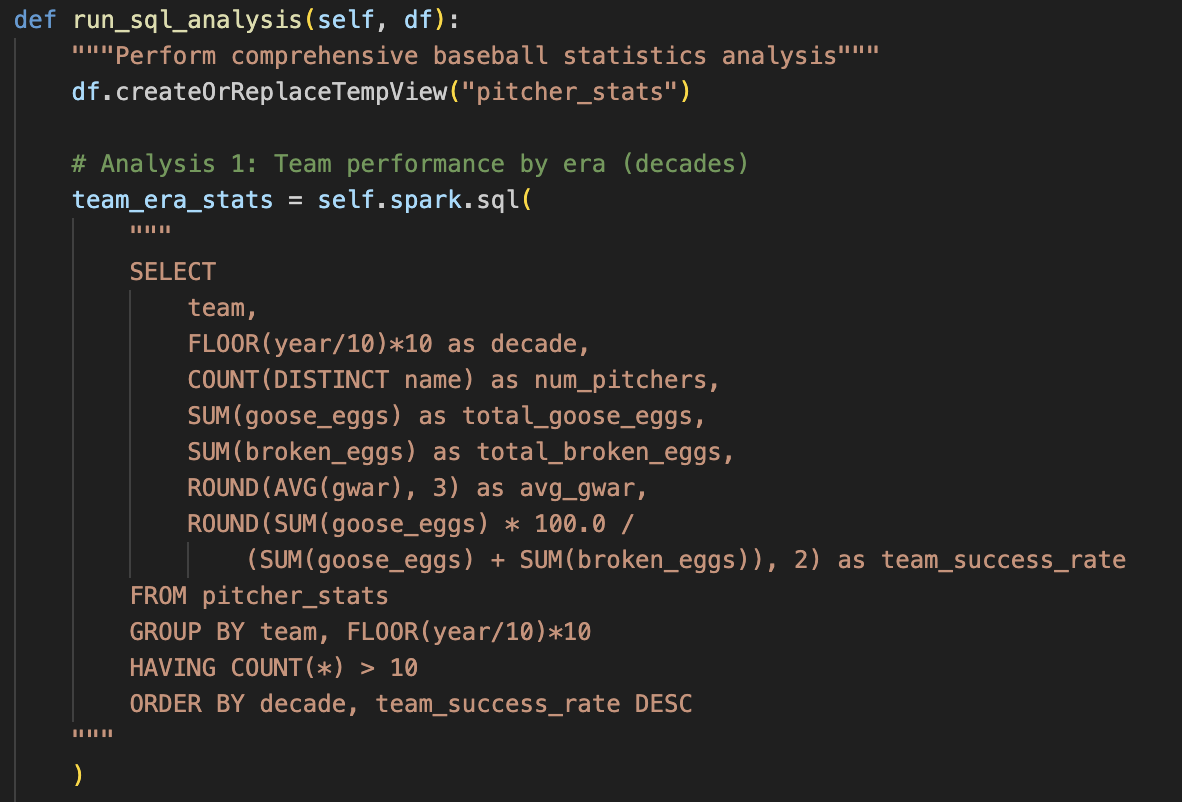 def run_sql_analysis(self, df):
"""Perform comprehensive baseball statistics analysis"""
df.createOrReplaceTempView("pitcher_stats")
# Analysis 1: Team performance by era (decades)
team_era_stats = self.spark.sql(
"""
SELECT
team,
FLOOR(year/10)*10 as decade,
COUNT(DISTINCT name) as num_pitchers,
SUM(goose_eggs) as total_goose_eggs,
SUM(broken_eggs) as total_broken_eggs,
ROUND(AVG(gwar), 3) as avg_gwar,
ROUND(SUM(goose_eggs) * 100.0 /
(SUM(goose_eggs) + SUM(broken_eggs)), 2) as team_success_rate
FROM pitcher_stats
GROUP BY team, FLOOR(year/10)*10
HAVING COUNT(*) > 10
ORDER BY decade, team_success_rate DESC
"""
)